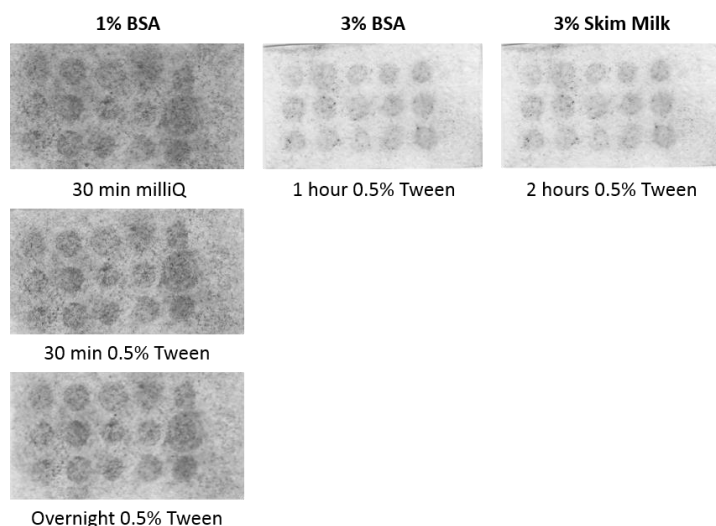 1% BSA
3% BSA
3% Skim Milk
30 min milliQ
1 hour 0.5% Tween
2 hours 0.5% Tween
30 min 0.5% Tween
Overnight 0.5% Tween